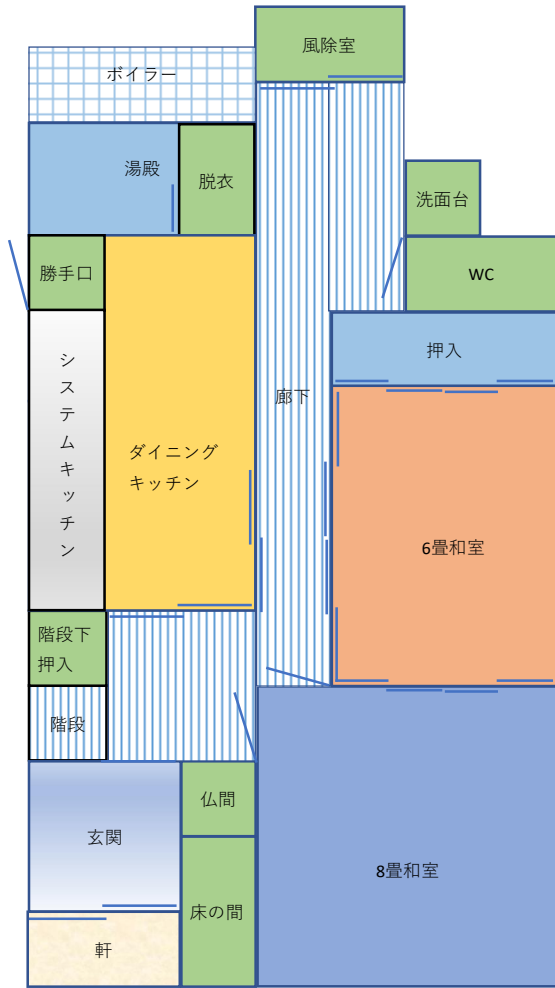 風除室
ボイラー
湯殿
脱衣
洗面台
勝手口
WC
システムキッチン
押入
廊下
ダイニング
キッチン
6畳和室
階段下
押入
階段
仏間
玄関
8畳和室
床の間
軒